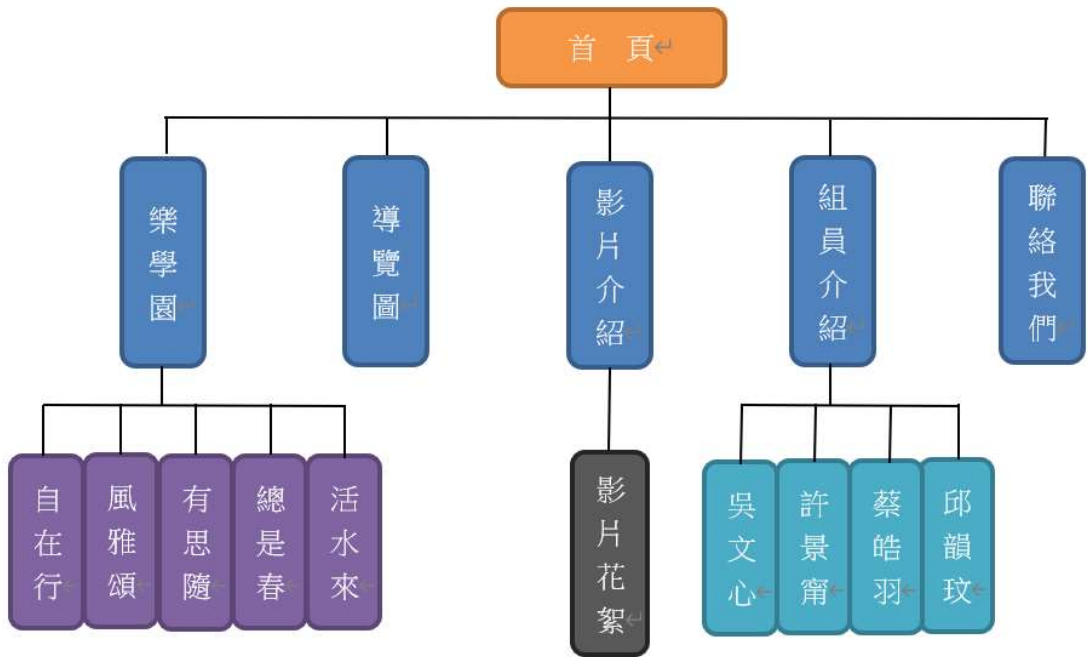 首 頁
樂學園
導覽圖
影片介紹
組員介紹
聯絡我們
自在行
風雅頌
有思隨
總是春
活水來
影片花絮
吳文心
許景甯
蔡皓羽
邱韻玟